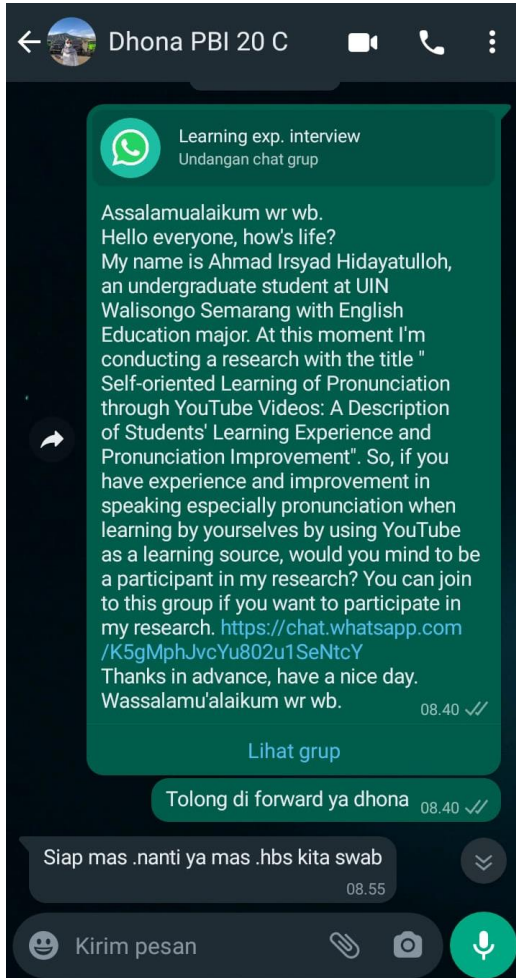 Dhona PBI 20 C
Learning exp. interview
Undangan chat grup
Assalamualaikum wr wb.
Hello everyone, how's life?
My name is Ahmad Irsyad Hidayatulloh,
an undergraduate student at UIN
Walisongo Semarang with English
Education major. At this moment I'm
conducting a research with the title "
Self-oriented Learning of Pronunciation
through YouTube Videos: A Description
of Students' Learning Experience and
Pronunciation Improvement". So, if you
have experience and improvement in
speaking especially pronunciation when
learning by yourselves by using YouTube
as a learning source, would you mind to be
a participant in my research? You can join
to this group if you want to participate in
my research. https://chat.whatsapp.com
/K5gMphJvcYu802u1SeNtcY
Thanks in advance, have a nice day.
Wassalamu'alaikum wr wb.
08.40
Lihat grup
Tolong di forward ya dhona 08.40
Siap mas .nanti ya mas .hbs kita swab
08.55
Kirim pesan